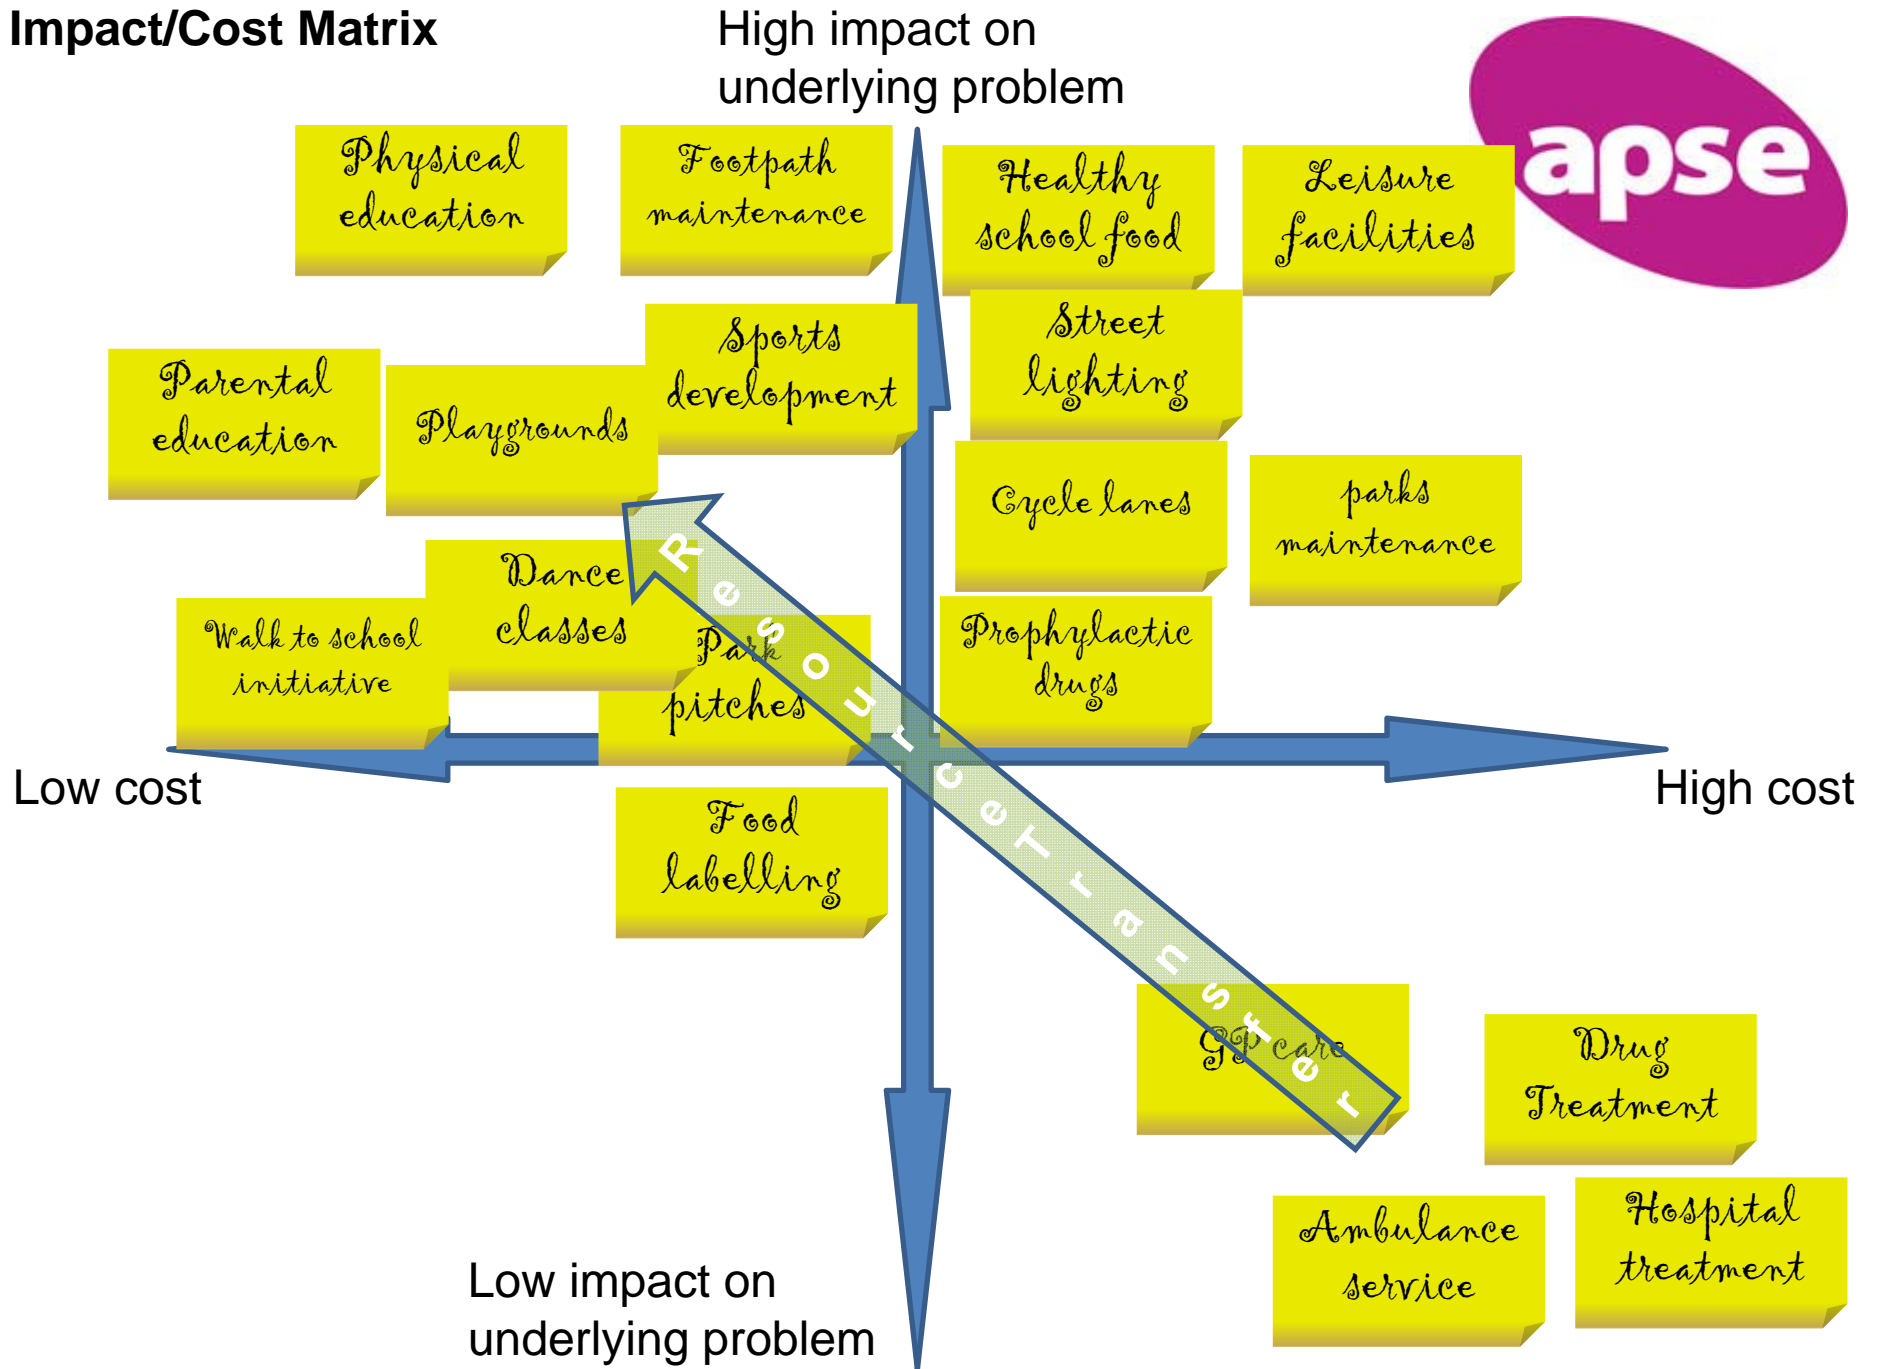 Impact/Cost Matrix
High impact on
underlying problem
apse
Physical
education
Footpath
maintenance
Healthy
school food
Leisure
facilities
Sports
development
Street
lighting
Parental
education
Playgrounds
Cycle lanes
parks
maintenance
Dance
classes
Walk to school
initiative
Park
pitches
Prophylactic
drugs
Resource Transfer
Low cost
High cost
Food
labelling
GP care
Drug
Treatment
Ambulance
service
Hospital
treatment
Low impact on
underlying problem